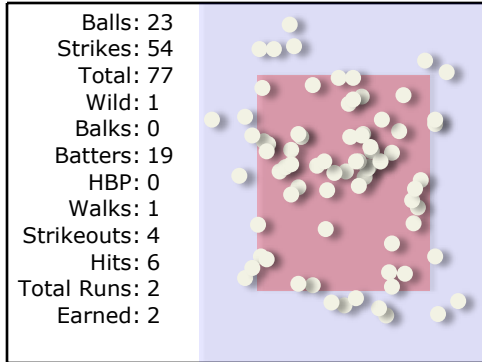 Balls: 23
Strikes: 54
Total: 77
Wild: 1
Balks: 0
Batters: 19
HBP: 0
Walks: 1
Strikeouts: 4
Hits: 6
Total Runs: 2
Earned: 2